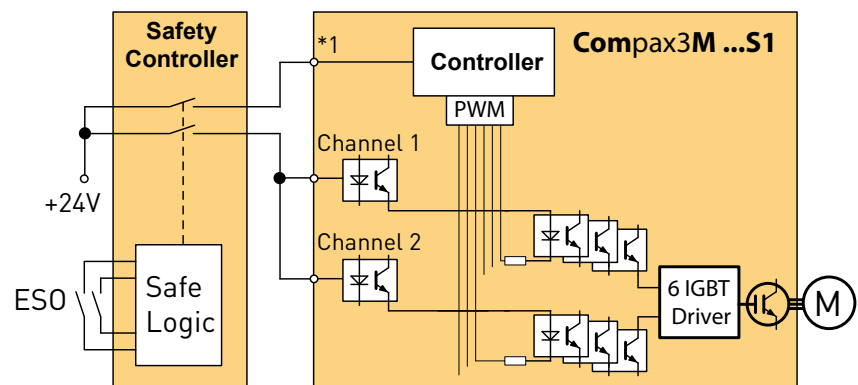 Safety
Controller
*1
Controller
Compax3M ...S1
PWM
Channel 1
+24V
Channel 2
ESO
Safe
Logic
6 IGBT
Driver
M